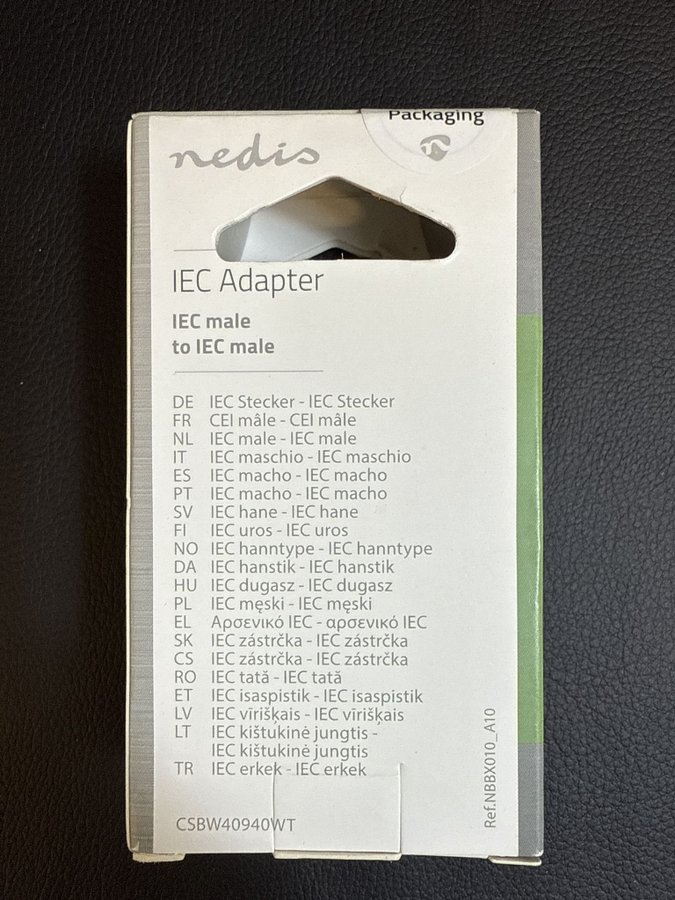 Packaging
nedis
IEC Adapter
IEC male
to IEC male
DE IEC Stecker - IEC Stecker
FR CEI mâle - CEI mâle
NL IEC male - IEC male
IT IEC maschio - IEC maschio
ES IEC macho - IEC macho
PT IEC macho - IEC macho
SV IEC hane - IEC hane
FI IEC uros - IEC uros
NO IEC hanntype - IEC hanntype
DA IEC hanstik - IEC hanstik
HU IEC dugasz - IEC dugasz
PL IEC męski - IEC męski
EL Αρσενικό IEC - αρσενικό IEC
SK IEC zástrčka - IEC zástrčka
CS IEC zástrčka - IEC zástrčka
RO IEC tată - IEC tată
ET IEC isaspistik - IEC isaspistik
LV IEC vīrišķais - IEC vīrišķais
LT IEC kištukinė jungtis -
IEC kištukinė jungtis
TR IEC erkek - IEC erkek
CSBW40940WT
Ref.NBBX010_A10